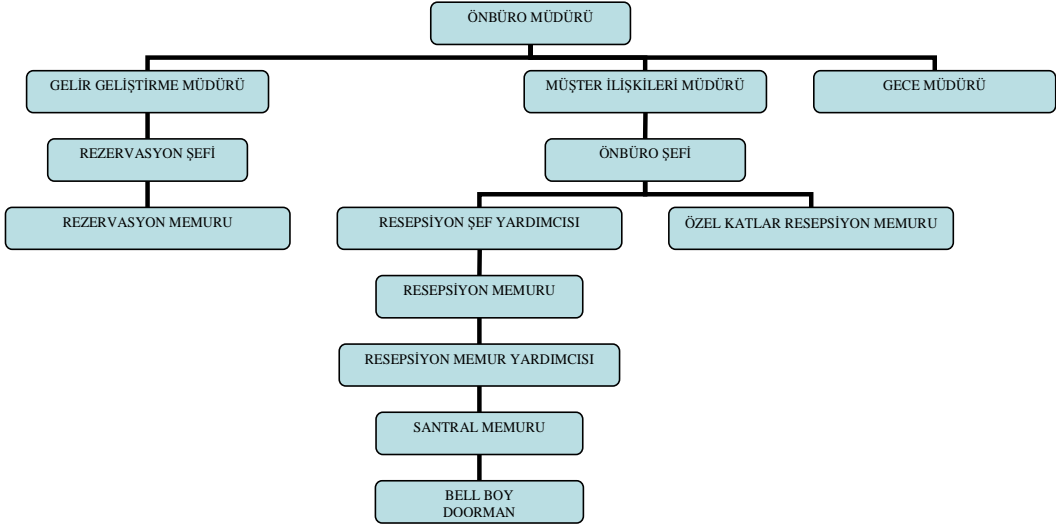 ÖNBÜRO MÜDÜRÜ
GELİR GELİŞTİRME MÜDÜRÜ
MÜŞTER İLİŞKİLERİ MÜDÜRÜ
GECE MÜDÜRÜ
REZERVASYON ŞEFİ
ÖNBÜRO ŞEFİ
REZERVASYON MEMURU
RESEPSİYON ŞEF YARDIMCISI
ÖZEL KATLAR RESEPSİYON MEMURU
RESEPSİYON MEMURU
RESEPSİYON MEMUR YARDIMCISI
SANTRAL MEMURU
BELL BOY
DOORMAN